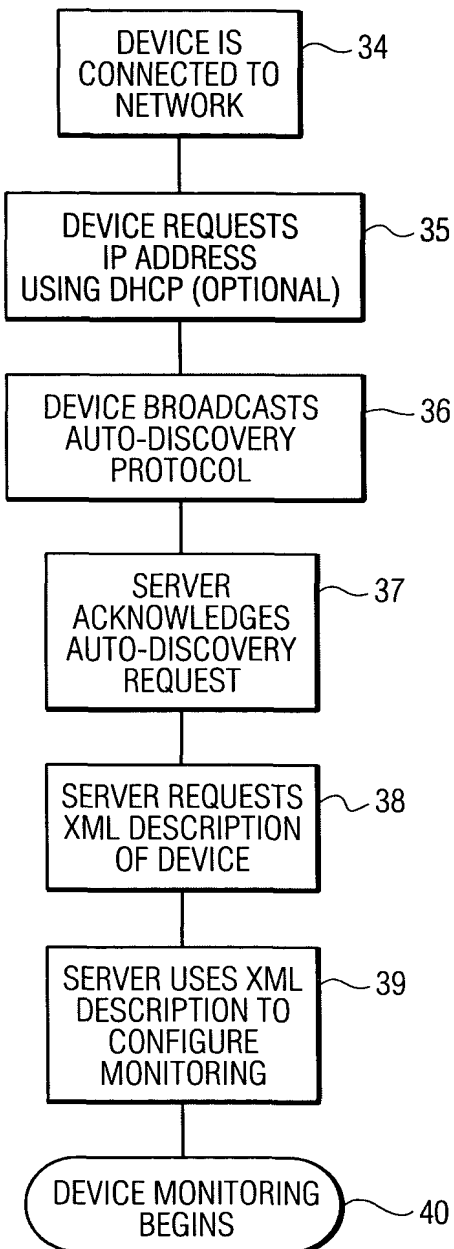 DEVICE IS
CONNECTED TO
NETWORK
34
DEVICE REQUESTS
IP ADDRESS
USING DHCP (OPTIONAL)
35
DEVICE BROADCASTS
AUTO-DISCOVERY
PROTOCOL
36
SERVER
ACKNOWLEDGES
AUTO-DISCOVERY
REQUEST
37
SERVER REQUESTS
XML DESCRIPTION
OF DEVICE
38
SERVER USES XML
DESCRIPTION TO
CONFIGURE
MONITORING
39
DEVICE MONITORING
BEGINS
40